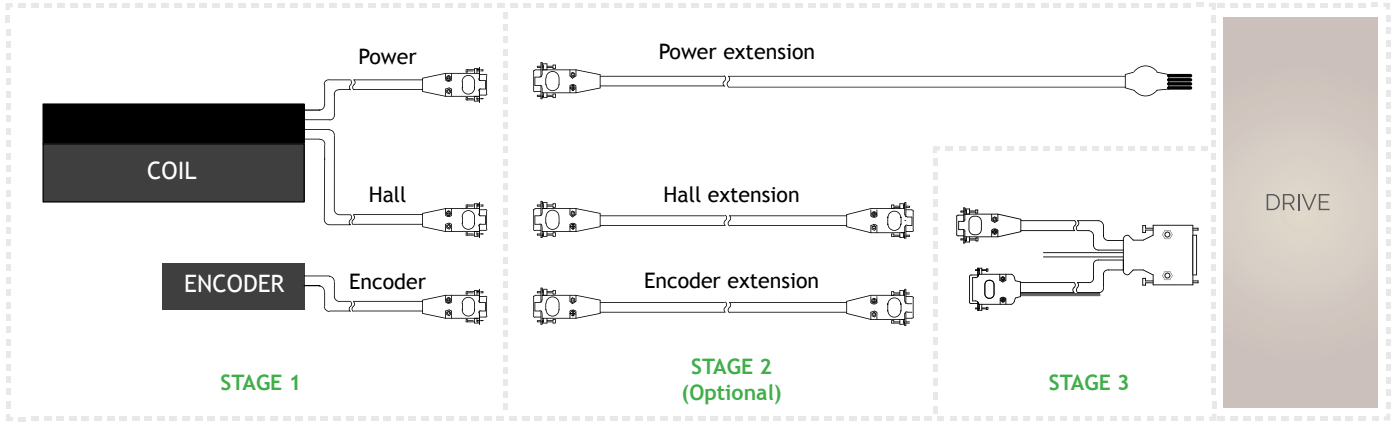 Power
Power extension
COIL
Hall
Hall extension
DRIVE
ENCODER
Encoder
Encoder extension
STAGE 1
STAGE 2
(Optional)
STAGE 3